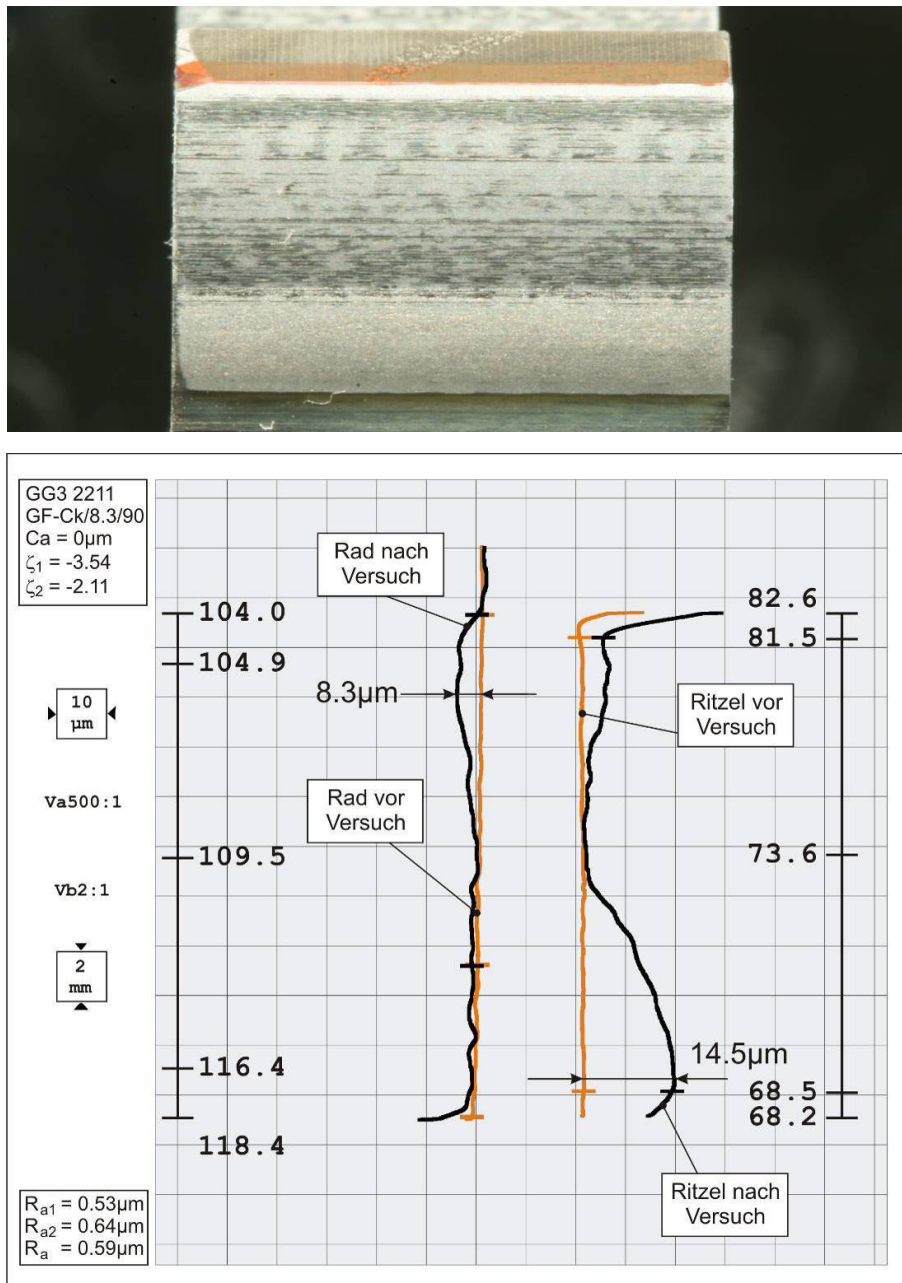 GG3 2211
GF-Ck/8.3/90
Ca = 0µm
ζ1 = -3.54
ζ2 = -2.11
Rad nach
Versuch
104.0
82.6
81.5
104.9
8.3µm
10
µm
Ritzel vor
Versuch
Va500:1
Rad vor
Versuch
109.5
73.6
Vb2:1
2
mm
14.5µm
116.4
68.5
68.2
118.4
Ritzel nach
Versuch
Ra1 = 0.53µm
Ra2 = 0.64µm
Ra = 0.59µm